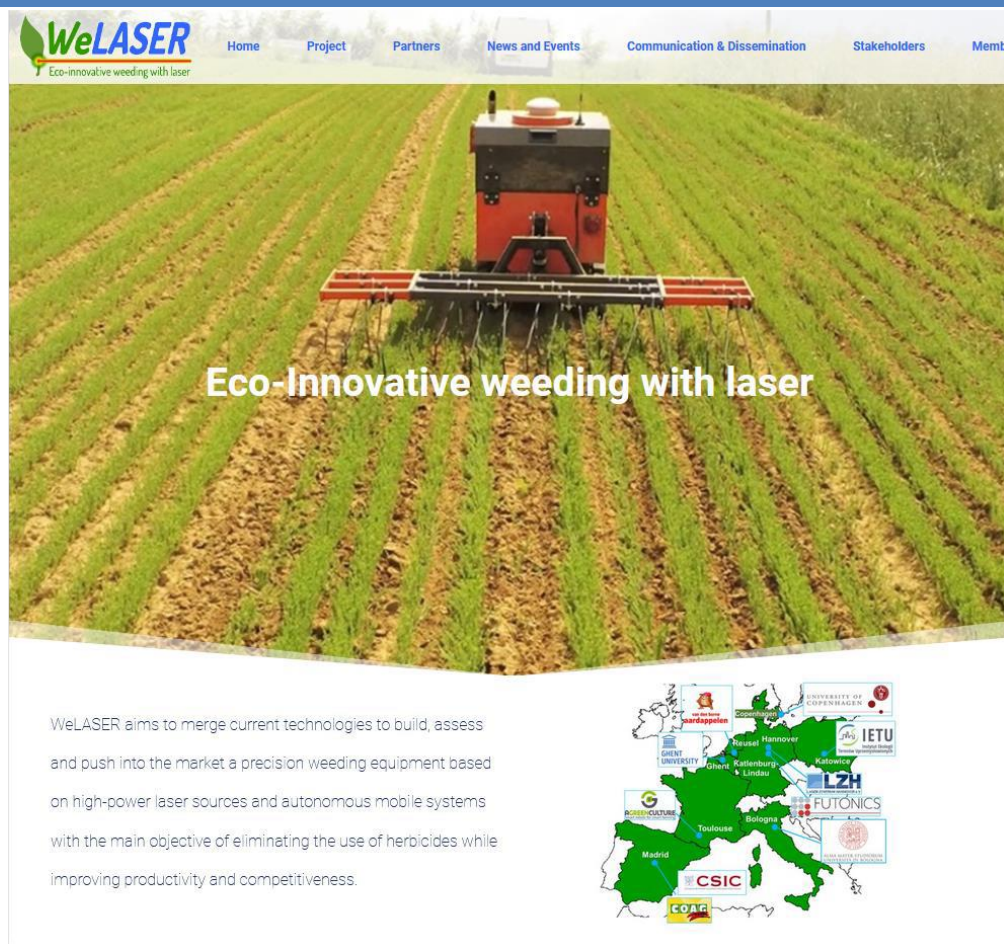 WeLASER
Eco-innovative weeding with laser
Home
Project
Partners
News and Events
Communication & Dissemination
Stakeholders
Memb
Eco-Innovative weeding with laser
WeLASER aims to merge current technologies to build, assess
and push into the market a precision weeding equipment based
on high-power laser sources and autonomous mobile systems
with the main objective of eliminating the use of herbicides while
improving productivity and competitiveness.
UNIVERSITY OF
COPENHAGEN
van den borne
aardappelen
Copenhagen
GHENT
UNIVERSITY
Reusel
Hannover
IETU
Ghent
Katlenburg-
Lindau
Katowice
LZH
FUTONICS
AGREENCULTURE
Toulouse
Bologna
Madrid
CSIC
COAG